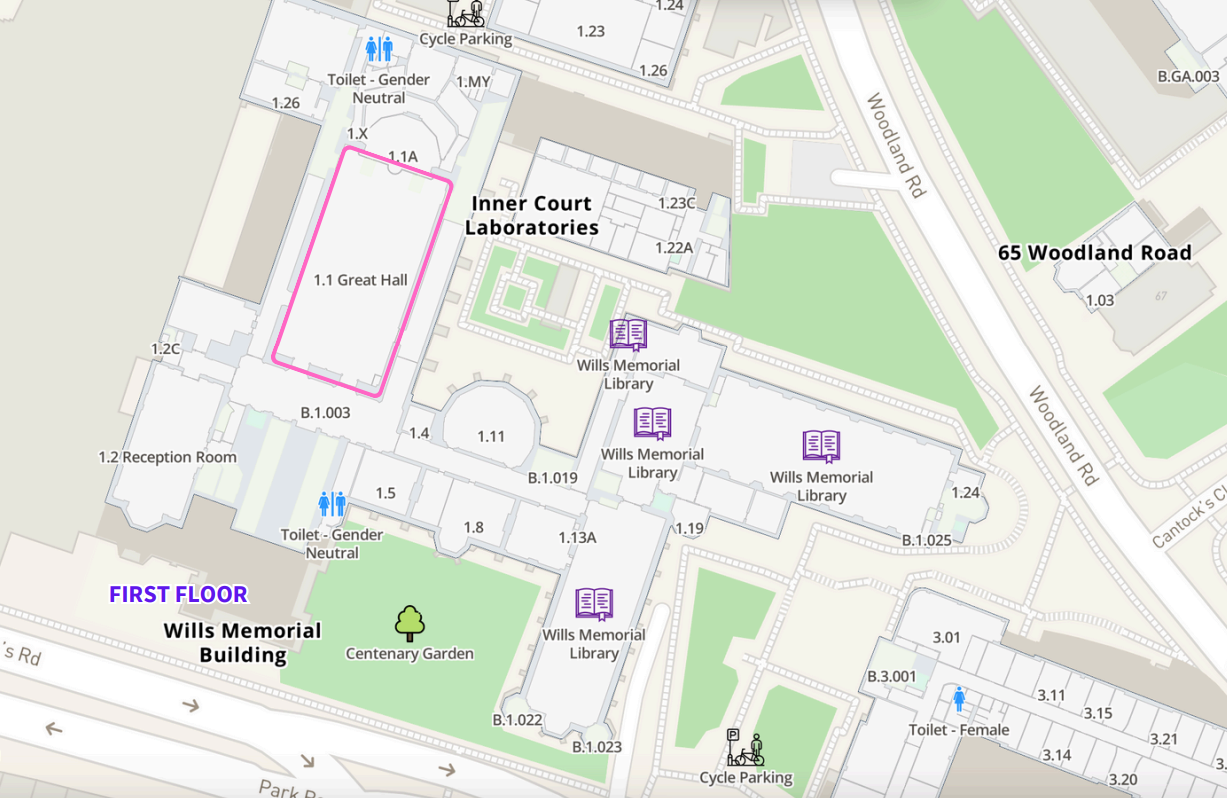 1.24
1.23
Cycle Parking
1.26
Toilet - Gender
Neutral
1.MY
1.26
B.GA.003
1.X
1.1A
Woodland Rd
Inner Court
Laboratories
1.23C
1.22A
65 Woodland Road
1.1 Great Hall
67
1.03
1.2C
Wills Memorial
Library
Woodland Rd
B.1.003
1.4
1.11
1.2 Reception Room
Wills Memorial
Library
Wills Memorial
Library
B.1.019
1.5
1.24
Cantock's Cl
1.8
1.19
Toilet - Gender
Neutral
1.13A
B.1.025
FIRST FLOOR
Wills Memorial
Building
Centenary Garden
Wills Memorial
Library
3.01
's Rd
B.3.001
3.11
3.15
B.1.022
Toilet - Female
3.21
B.1.023
3.14
P
Cycle Parking
3.20
3.
Park R